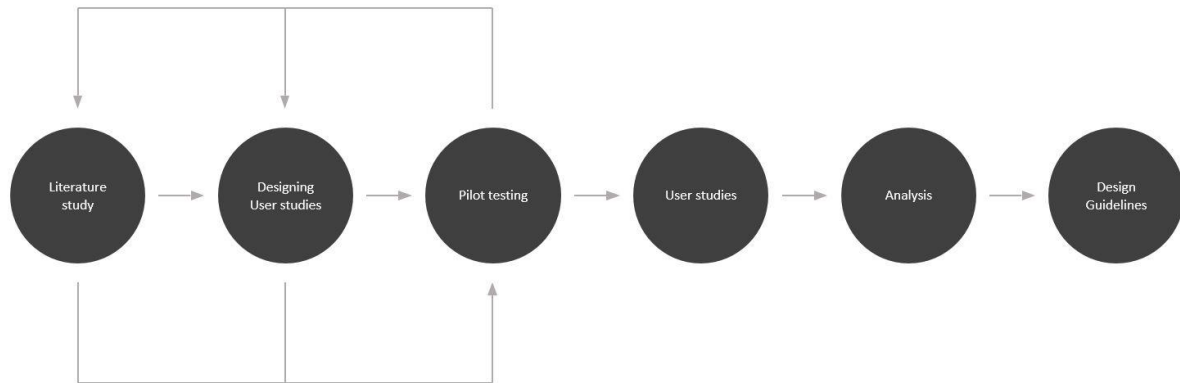 Literature
study
Designing
User studies
Pilot testing
User studies
Analysis
Design
Guidelines